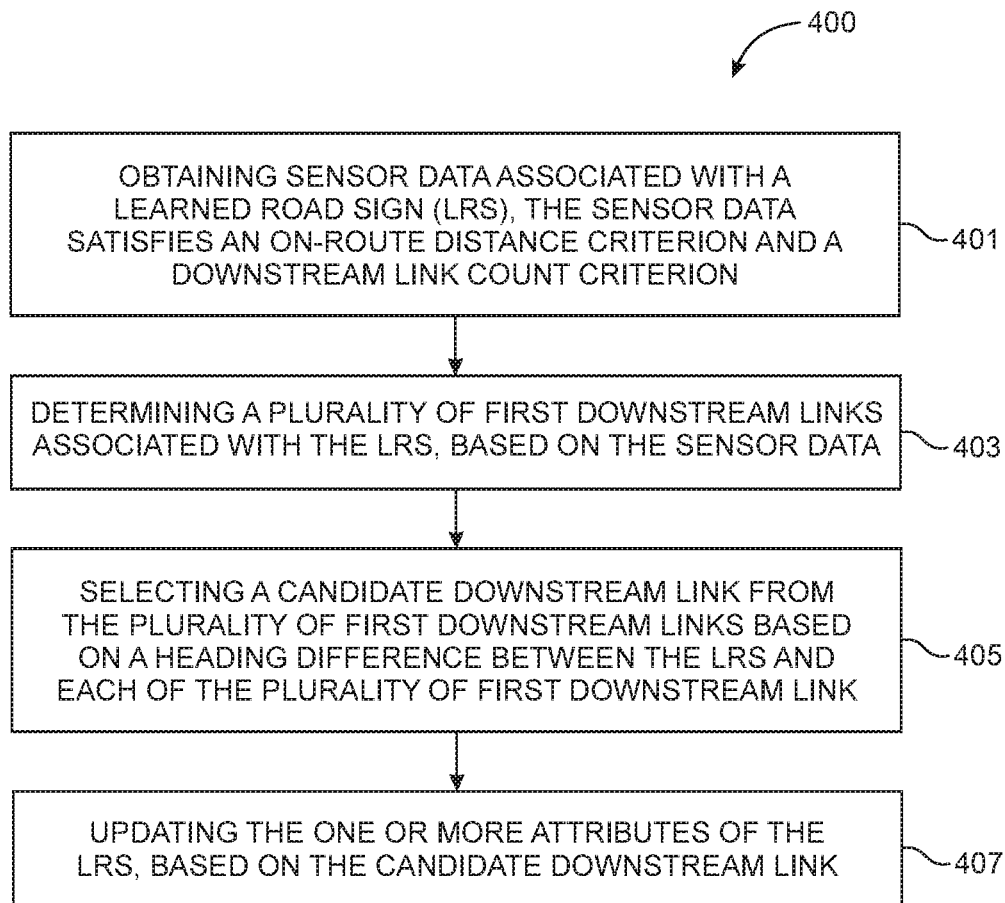 400
OBTAINING SENSOR DATA ASSOCIATED WITH A
LEARNED ROAD SIGN (LRS), THE SENSOR DATA
SATISFIES AN ON-ROUTE DISTANCE CRITERION AND A
DOWNSTREAM LINK COUNT CRITERION
401
DETERMINING A PLURALITY OF FIRST DOWNSTREAM LINKS
ASSOCIATED WITH THE LRS, BASED ON THE SENSOR DATA
403
SELECTING A CANDIDATE DOWNSTREAM LINK FROM
THE PLURALITY OF FIRST DOWNSTREAM LINKS BASED
ON A HEADING DIFFERENCE BETWEEN THE LRS AND
EACH OF THE PLURALITY OF FIRST DOWNSTREAM LINK
405
UPDATING THE ONE OR MORE ATTRIBUTES OF THE
LRS, BASED ON THE CANDIDATE DOWNSTREAM LINK
407